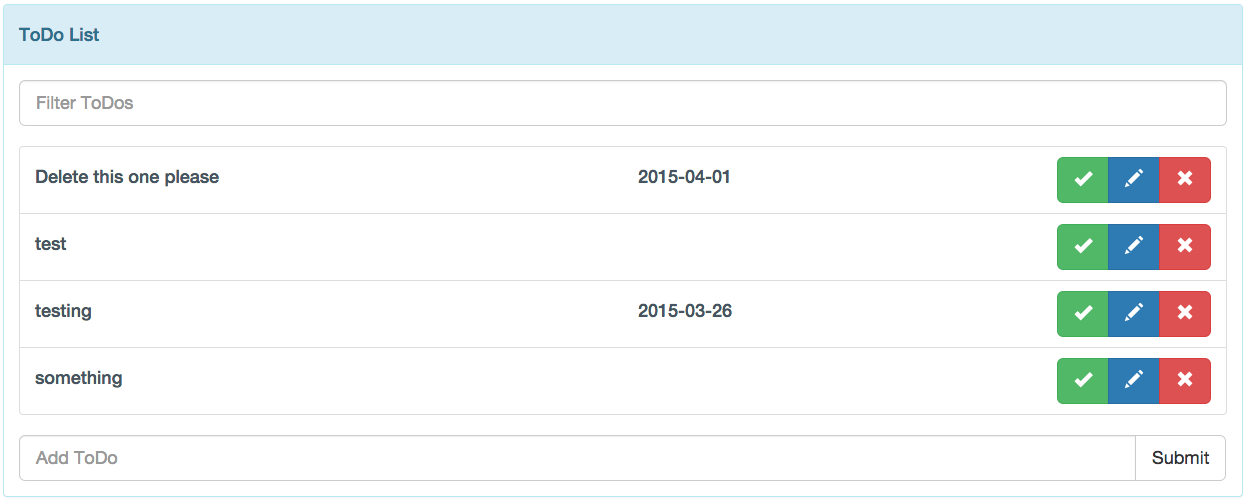 ToDo List
Filter ToDos
Delete this one please 2015-04-01
test
testing 2015-03-26
something
Add ToDo Submit